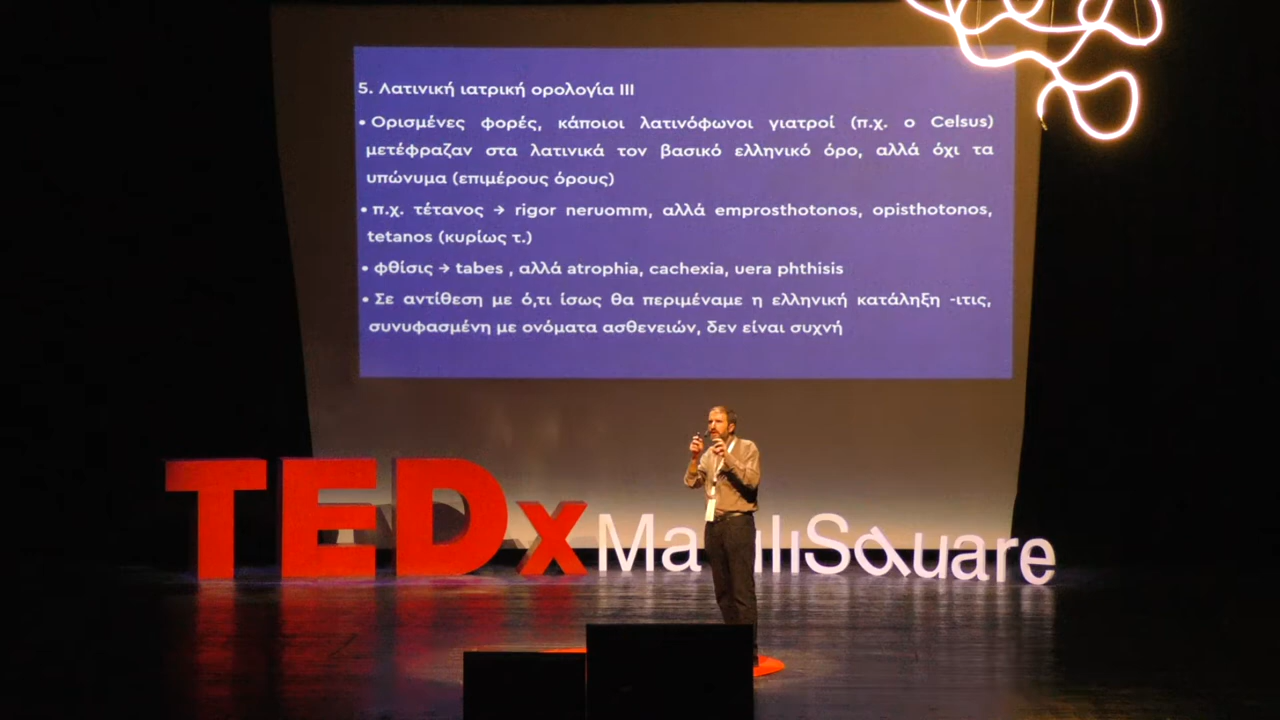 5. Λατινική ιατρική ορολογία III
• Ορισμένες φορές, κάποιοι λατινόφωνοι γιατροί (π.χ. ο Celsus)
μετέφραζαν στα λατινικά τον βασικό ελληνικό όρο, αλλά όχι τα
υπώνυμα (επιμέρους όρους)
• π.χ. τέτανος → rigor neruomm, αλλά emprosthotonos, opisthotonos,
tetanos (κυρίως τ.)
• φθίσις → tabes , αλλά atrophia, cachexia, uera phthisis
• Σε αντίθεση με ό,τι ίσως θα περιμέναμε η ελληνική κατάληξη -ιτις,
συνυφασμένη με ονόματα ασθενειών, δεν είναι συχνή
TEDx Square